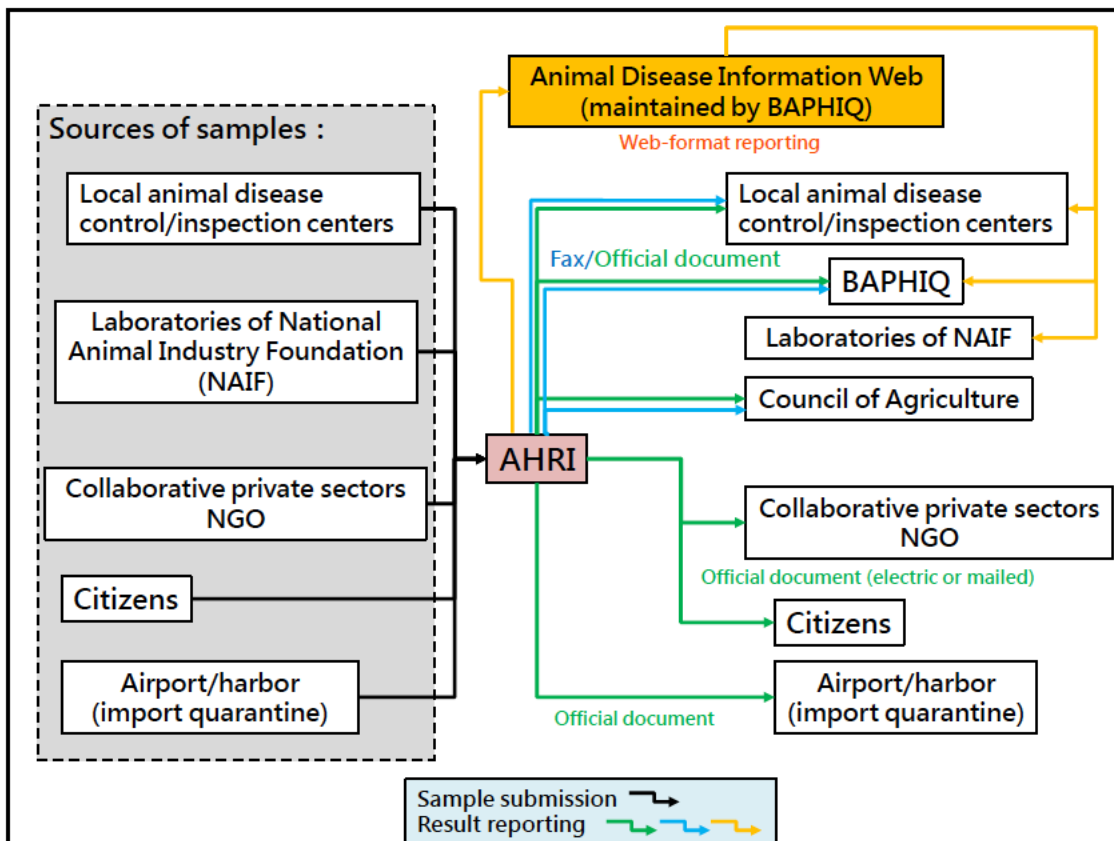 Animal Disease Information Web
(maintained by BAPHIQ)
Web-format reporting
Sources of samples :
Local animal disease
control/inspection centers
Laboratories of National
Animal Industry Foundation
(NAIF)
Collaborative private sectors
NGO
Citizens
Airport/harbor
(import quarantine)
AHRI
Local animal disease
control/inspection centers
Fax/Official document
BAPHIQ
Laboratories of NAIF
Council of Agriculture
Collaborative private sectors
NGO
Official document (electric or mailed)
Citizens
Airport/harbor
(import quarantine)
Official document
Sample submission
Result reporting